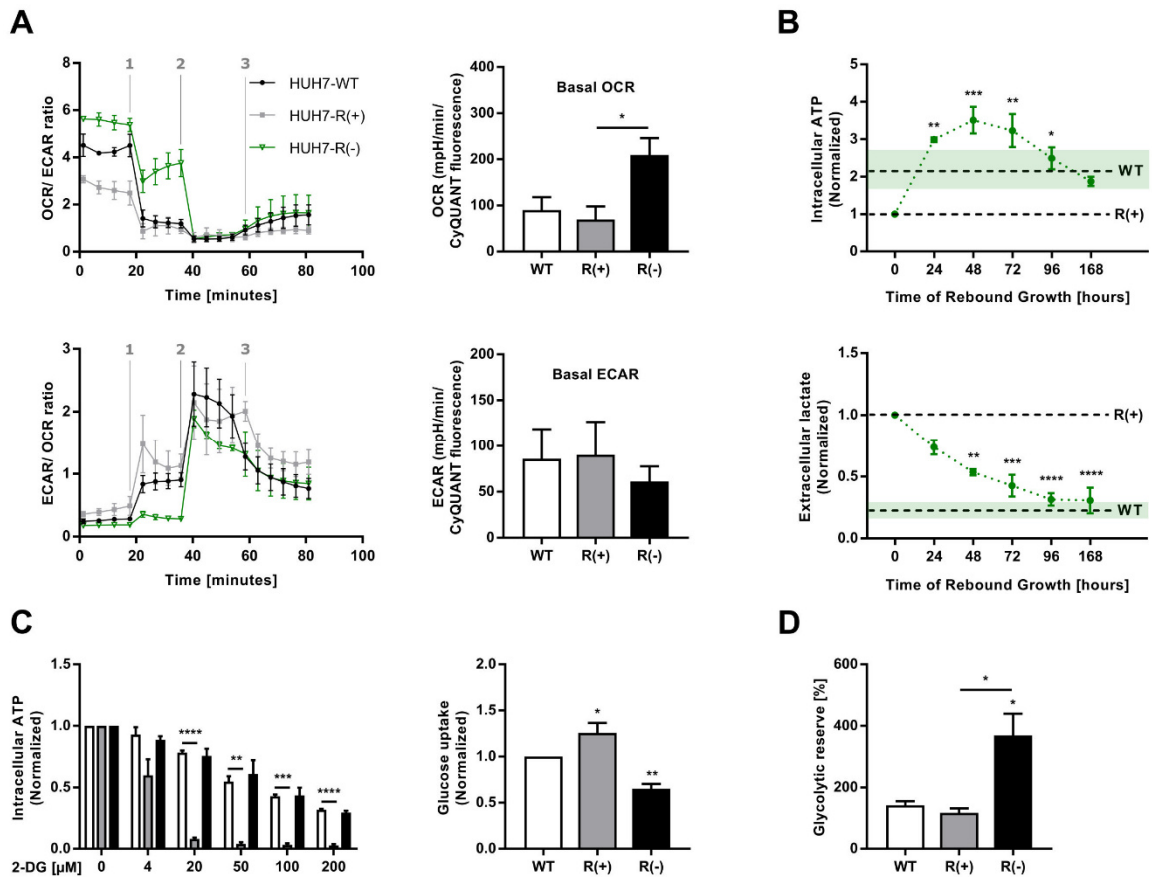 A
8
6
4
2
0
OCR/ ECAR ratio
1
2
3
HUH7-WT
HUH7-R(+)
HUH7-R(-)
0
20
40
60
80
100
Time [minutes]
400
300
200
100
0
OCR (mpH/min/
CyQUANT fluorescence)
Basal OCR
*
WT
R(+)
R(-)
B
5
4
3
2
1
0
Intracellular ATP
(Normalized)
**
***
**
*
WT
R(+)
0
24
48
72
96
168
Time of Rebound Growth [hours]
3
2
1
0
ECAR/ OCR ratio
1
2
3
0
20
40
60
80
100
Time [minutes]
200
150
100
50
0
ECAR (mpH/min/
CyQUANT fluorescence)
Basal ECAR
WT
R(+)
R(-)
1.5
1.0
0.5
0.0
Extracellular lactate
(Normalized)
R(+)
**
***
****
****
WT
0
24
48
72
96
168
Time of Rebound Growth [hours]
C
1.5
1.0
0.5
0.0
Intracellular ATP
(Normalized)
****
**
***
****
2-DG [µM]
0
4
20
50
100
200
2.0
1.5
1.0
0.5
0.0
Glucose uptake
(Normalized)
*
**
WT
R(+)
R(-)
D
600
400
200
0
Glycolytic reserve [%]
*
*
WT
R(+)
R(-)